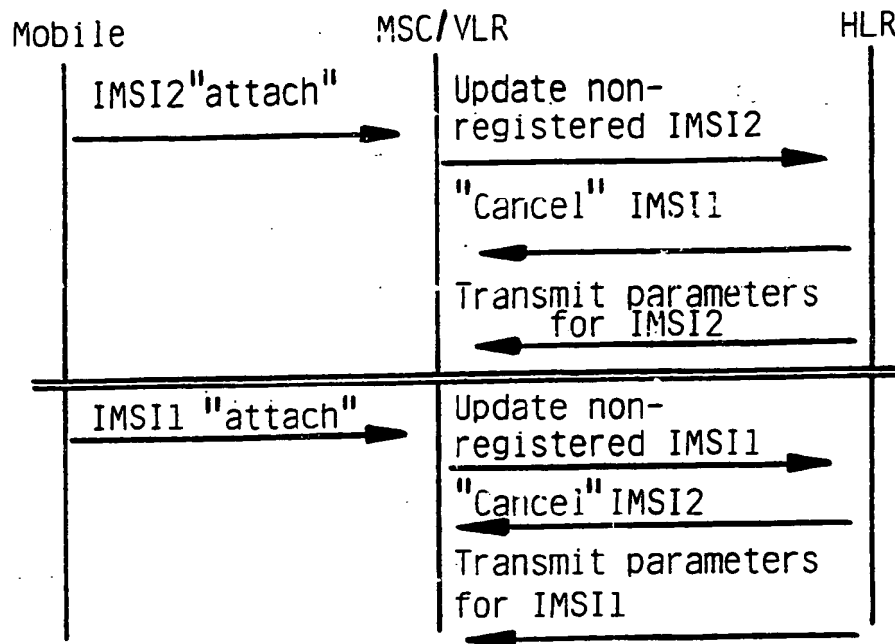 Mobile MSC/VLR HLR
IMSI2 "attach"
Update non-
registered IMSI2
"Cancel" IMSI1
Transmit parameters
for IMSI2
IMSI1 "attach"
Update non-
registered IMSI1
"Cancel" IMSI2
Transmit parameters
for IMSI1